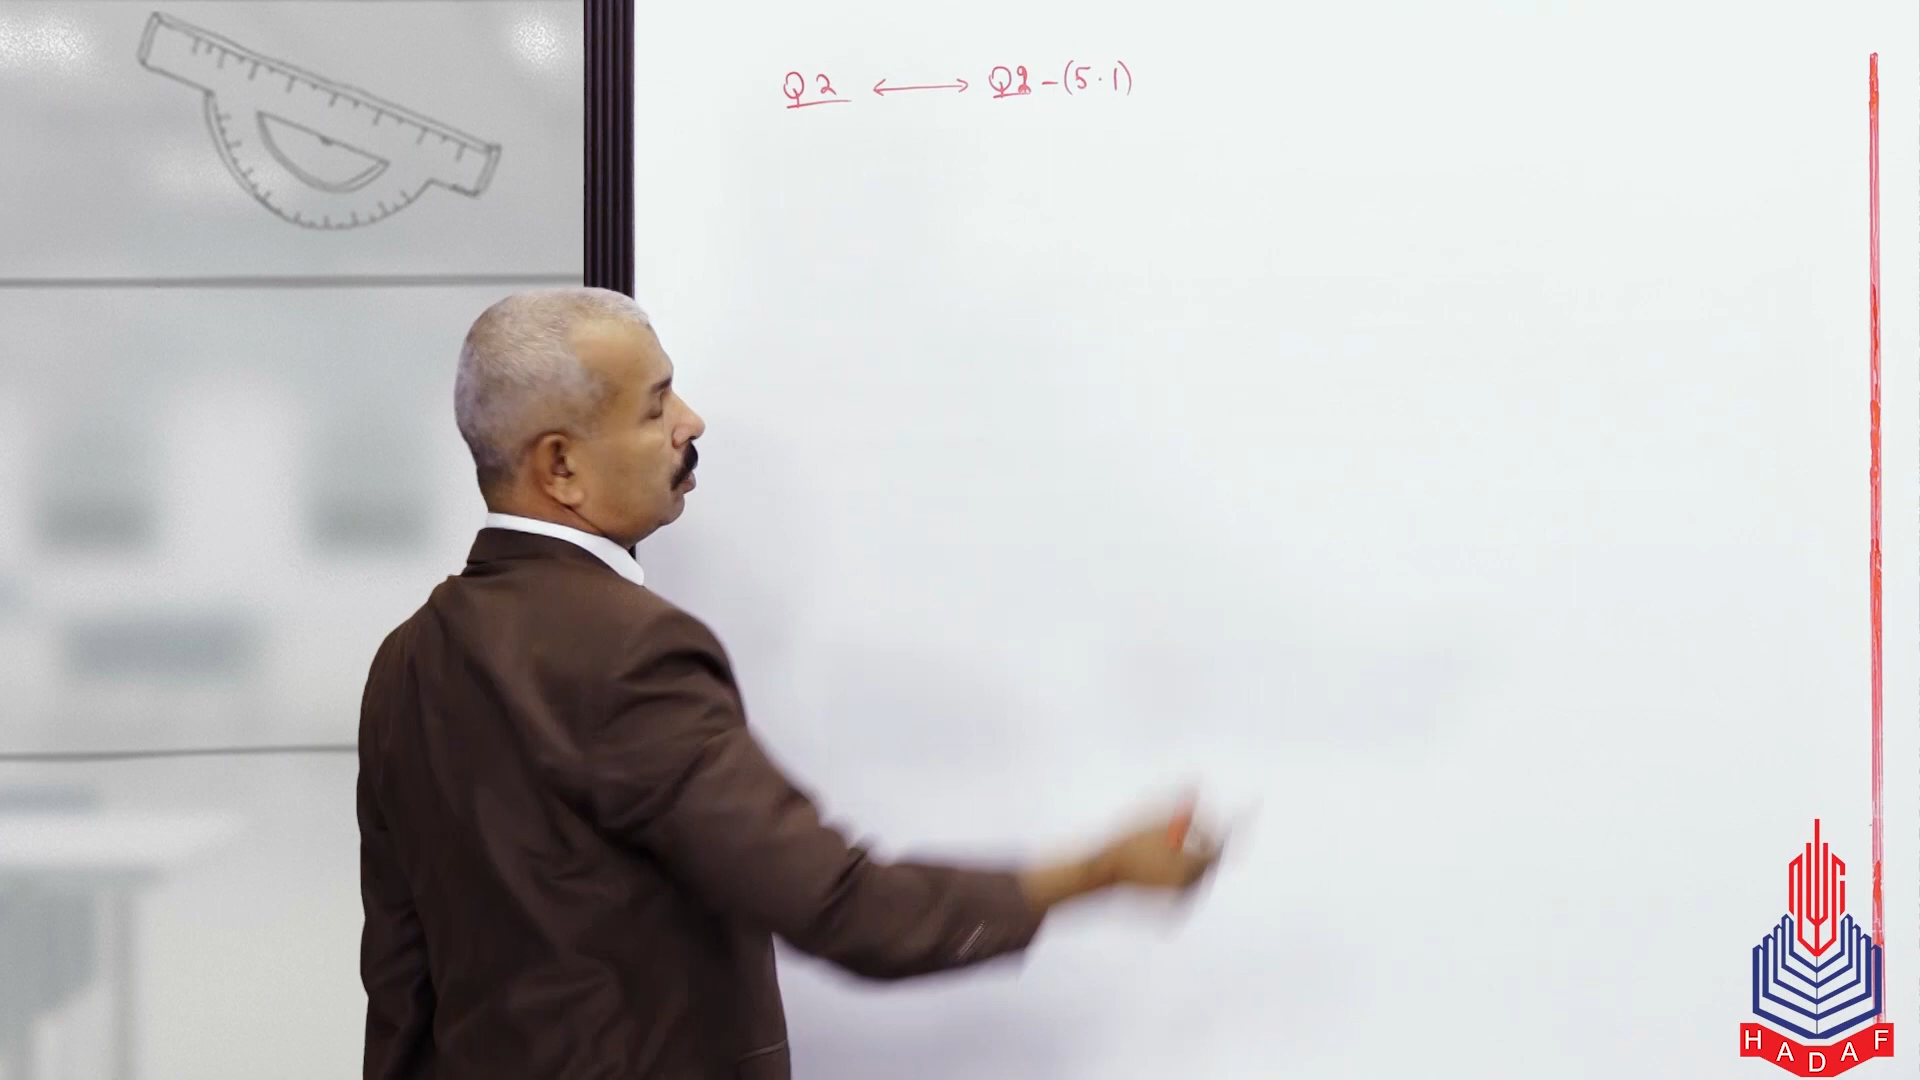 Q2 ⟷ Q2 - (5.1)
HADAF